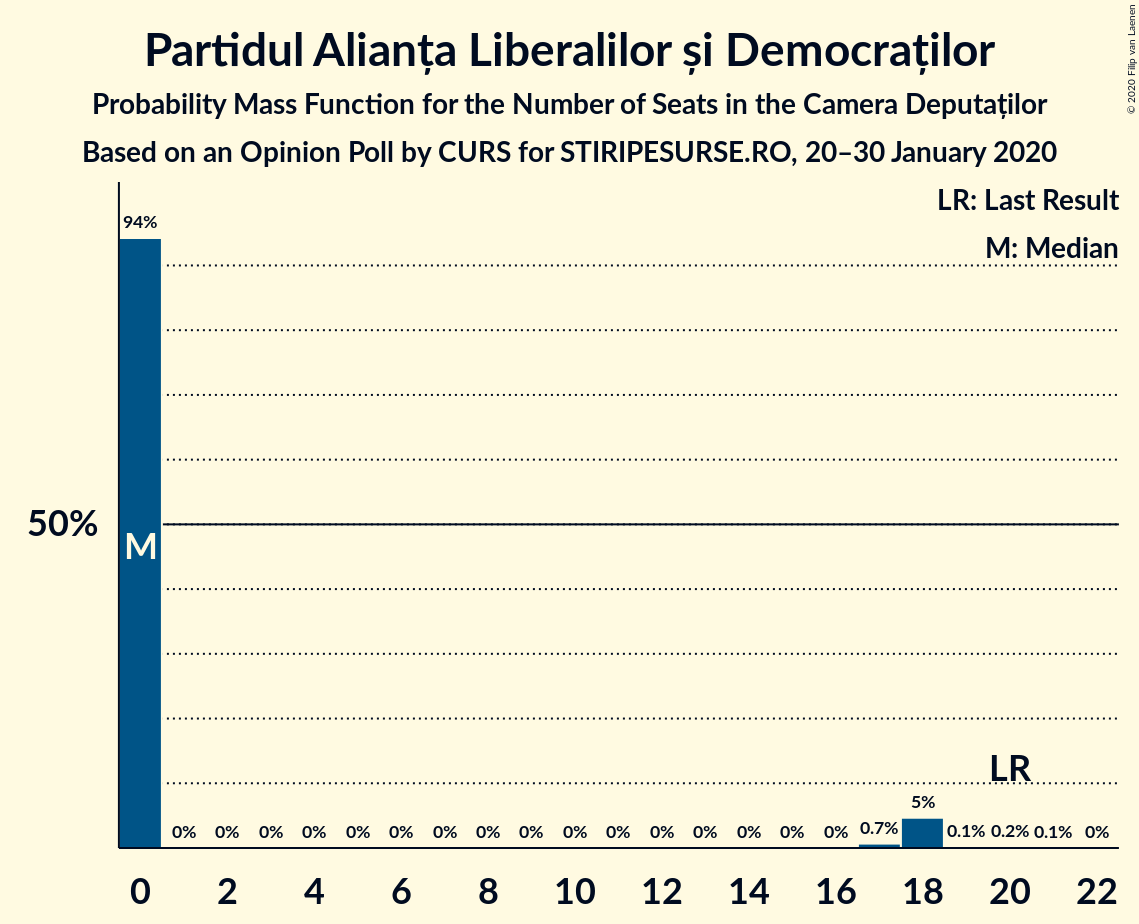 Partidul Alianța Liberalilor și Democraților
Probability Mass Function for the Number of Seats in the Camera Deputaților
Based on an Opinion Poll by CURS for STIRIPESURSE.RO, 20–30 January 2020
© 2020 Filip van Laenen
LR: Last Result
M: Median
94%
50%
M
LR
0% 0% 0% 0% 0% 0% 0% 0% 0% 0% 0% 0% 0% 0% 0% 0% 0.7% 5% 0.1% 0.2% 0.1% 0%
0 2 4 6 8 10 12 14 16 18 20 22